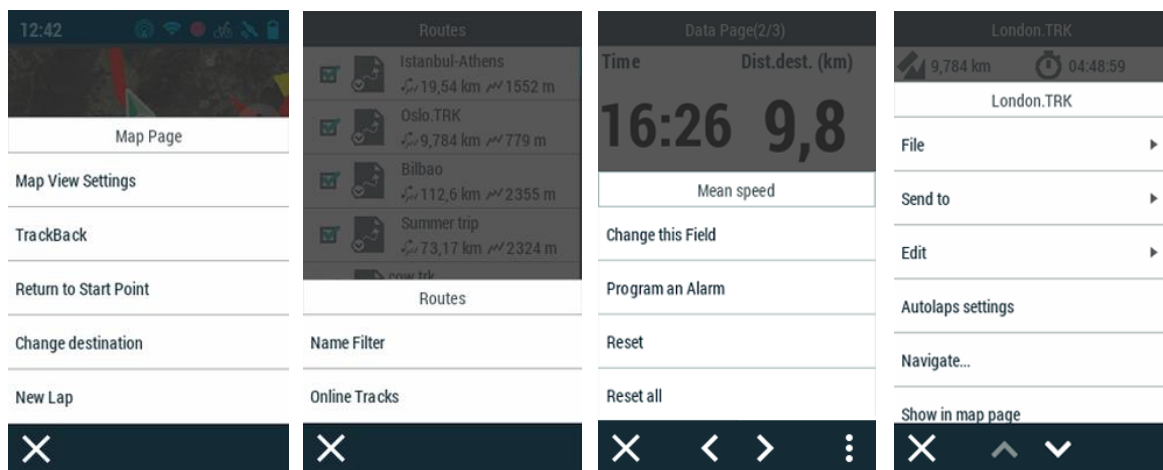 12:42
Map Page
Map View Settings
TrackBack
Return to Start Point
Change destination
New Lap
Routes
Istanbul-Athens
19,54 km 1552 m
Oslo.TRK
9,784 km 779 m
Bilbao
112,6 km 2355 m
Summer trip
73,17 km 2324 m
cow.trk
Routes
Name Filter
Online Tracks
Data Page(2/3)
Time Dist.dest. (km)
16:26 9,8
Mean speed
Change this Field
Program an Alarm
Reset
Reset all
London.TRK
9,784 km 04:48:59
London.TRK
File
Send to
Edit
Autolaps settings
Navigate...
Show in map page